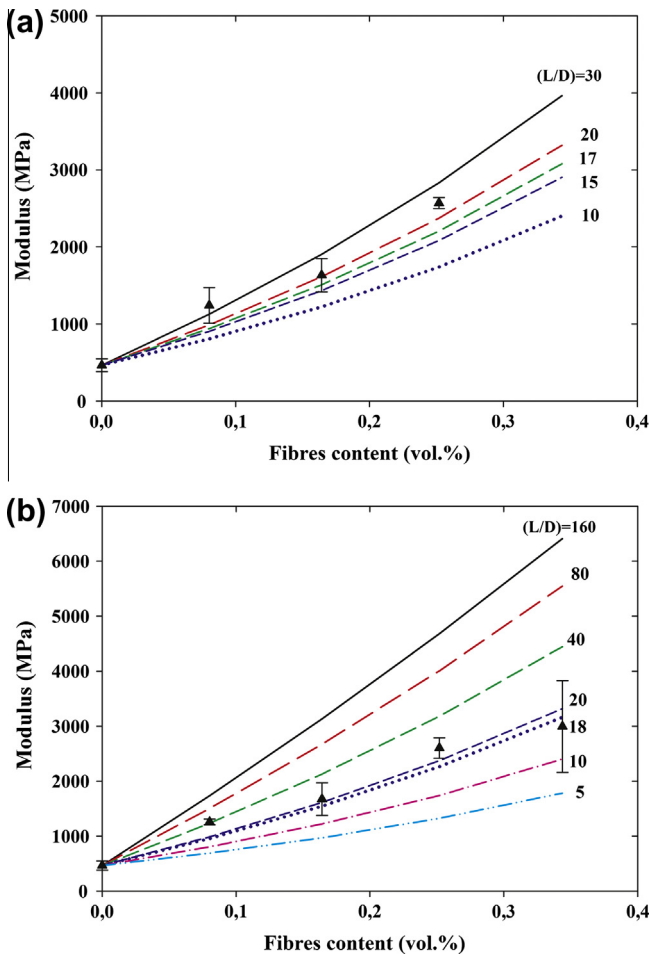 (a)
5000
4000
3000
2000
1000
0
Modulus (MPa)
(L/D)=30
20
17
15
10
0,0 0,1 0,2 0,3 0,4
Fibres content (vol.%)
(b)
7000
6000
5000
4000
3000
2000
1000
0
Modulus (MPa)
(L/D)=160
80
40
20
18
10
5
0,0 0,1 0,2 0,3 0,4
Fibres content (vol.%)